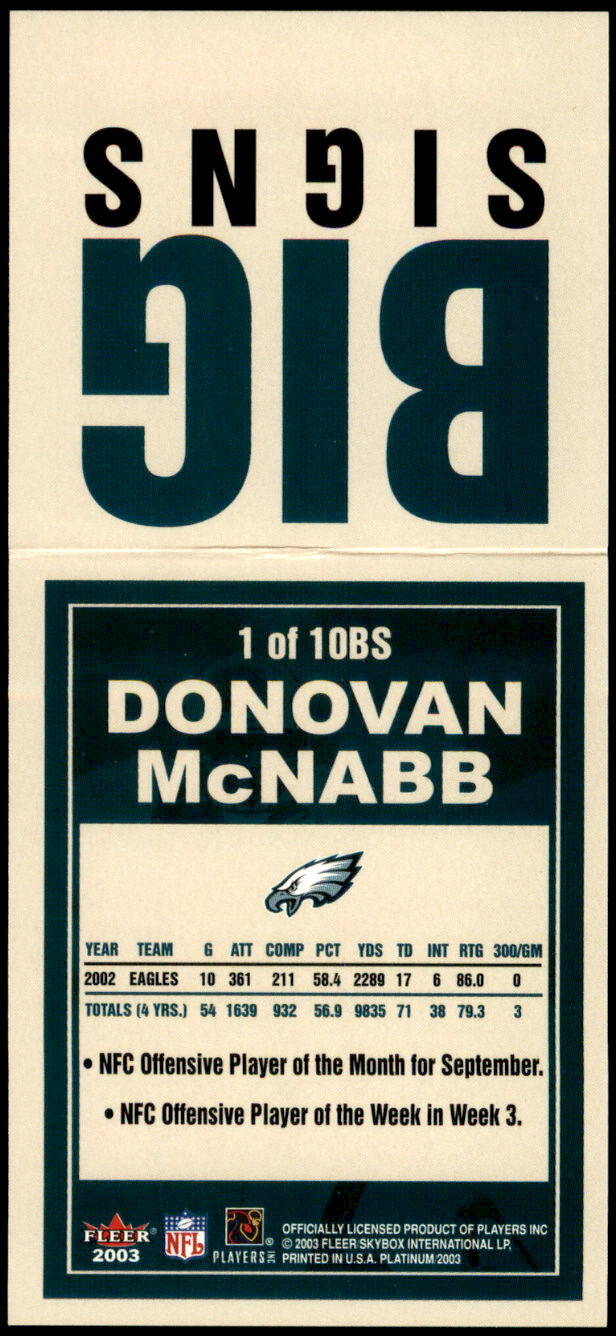 BIG
SIGNS
1 of 10BS
DONOVAN
McNABB
YEAR TEAM G ATT COMP PCT YDS TD INT RTG 300/GM
2002 EAGLES 10 361 211 58.4 2289 17 6 86.0 0
TOTALS (4 YRS.) 54 1639 932 56.9 9835 71 38 79.3 3
• NFC Offensive Player of the Month for September.
• NFC Offensive Player of the Week in Week 3.
FLEER®
2003
NFL
PLAYERS INC ®
OFFICIALLY LICENSED PRODUCT OF PLAYERS INC
© 2003 FLEER/SKYBOX INTERNATIONAL LP,
PRINTED IN U.S.A. PLATINUM/2003